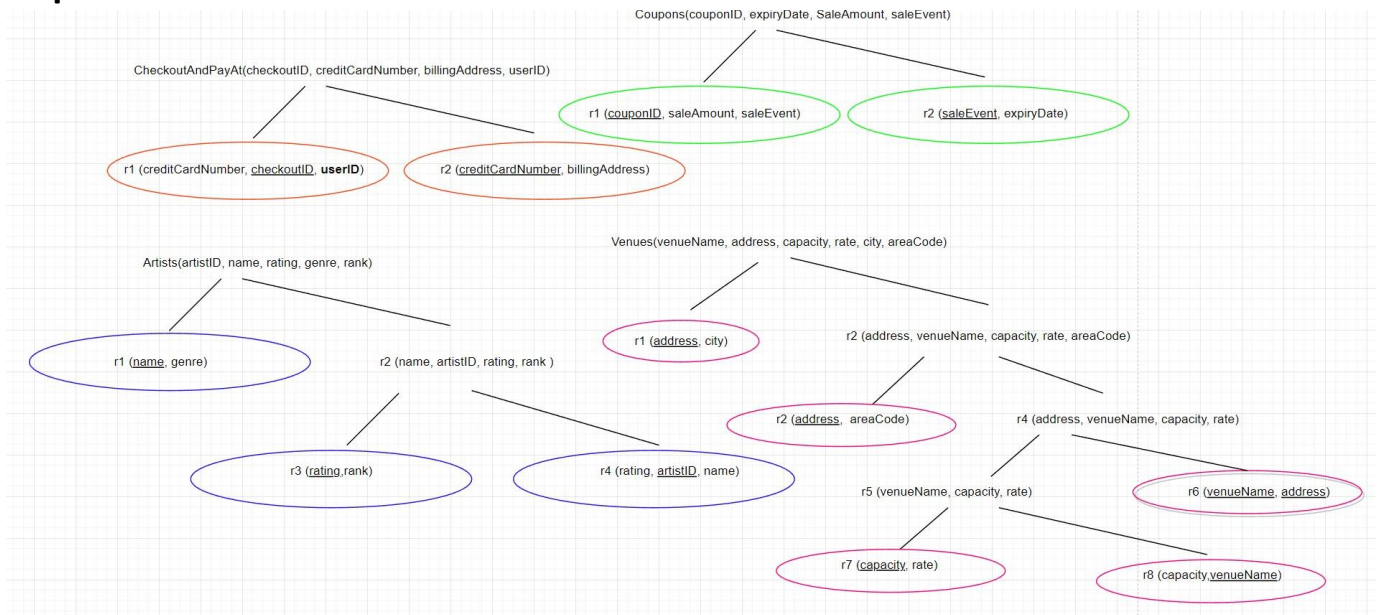 Coupons(couponID, expiryDate, SaleAmount, saleEvent)
CheckoutAndPayAt(checkoutID, creditCardNumber, billingAddress, userID)
r1 (couponID, saleAmount, saleEvent)
r2 (saleEvent, expiryDate)
r1 (creditCardNumber, checkoutID, userID)
r2 (creditCardNumber, billingAddress)
Venues(venueName, address, capacity, rate, city, areaCode)
Artists(artistID, name, rating, genre, rank)
r1 (address, city)
r2 (address, venueName, capacity, rate, areaCode)
r1 (name, genre)
r2 (name, artistID, rating, rank )
r2 (address, areaCode)
r4 (address, venueName, capacity, rate)
r3 (rating,rank)
r4 (rating, artistID, name)
r5 (venueName, capacity, rate)
r6 (venueName, address)
r7 (capacity, rate)
r8 (capacity,venueName)